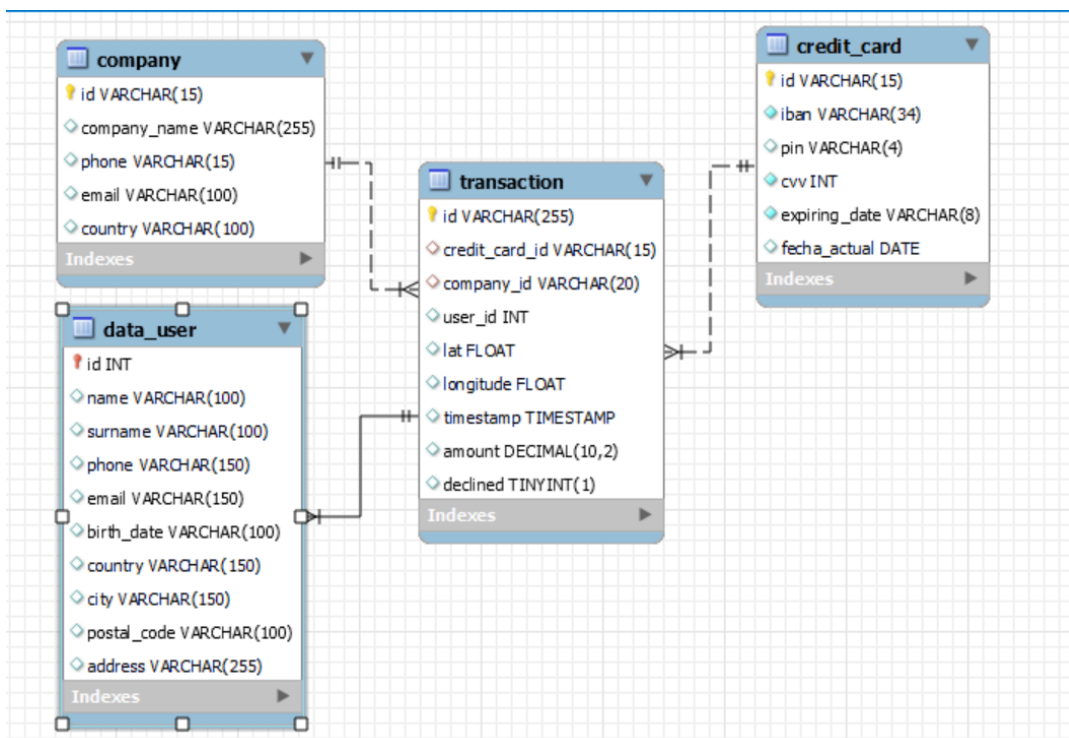 company
id VARCHAR(15)
company_name VARCHAR(255)
phone VARCHAR(15)
email VARCHAR(100)
country VARCHAR(100)
Indexes
data_user
id INT
name VARCHAR(100)
surname VARCHAR(100)
phone VARCHAR(150)
email VARCHAR(150)
birth_date VARCHAR(100)
country VARCHAR(150)
city VARCHAR(150)
postal_code VARCHAR(100)
address VARCHAR(255)
Indexes
transaction
id VARCHAR(255)
credit_card_id VARCHAR(15)
company_id VARCHAR(20)
user_id INT
lat FLOAT
longitude FLOAT
timestamp TIMESTAMP
amount DECIMAL(10,2)
declined TINYINT(1)
Indexes
credit_card
id VARCHAR(15)
iban VARCHAR(34)
pin VARCHAR(4)
cvv INT
expiring_date VARCHAR(8)
fecha_actual DATE
Indexes